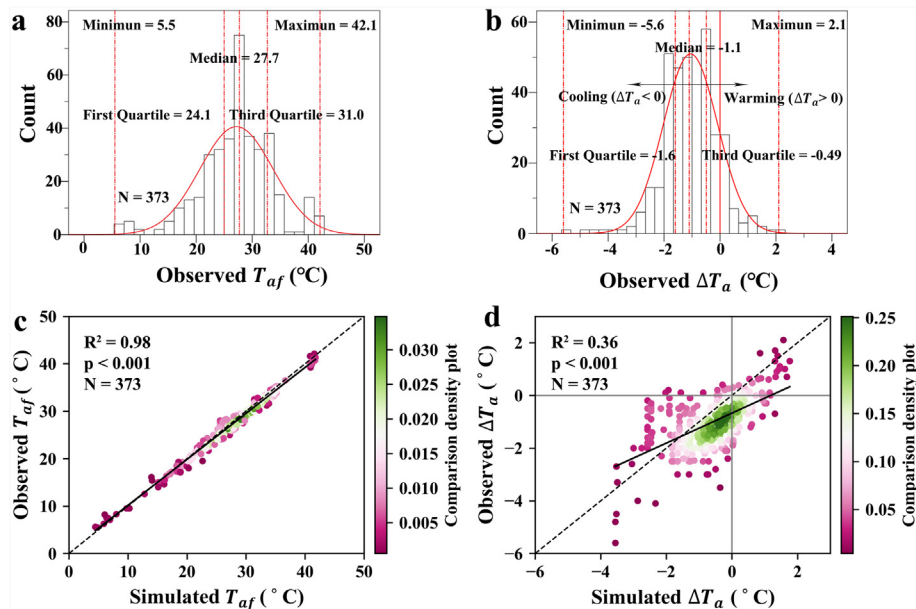 a
Minimun = 5.5
Maximun = 42.1
Median = 27.7
First Quartile = 24.1
Third Quartile = 31.0
N = 373
Count
80
60
40
20
0
0 10 20 30 40 50
Observed T_af (°C)
b
Minimun = -5.6
Maximun = 2.1
Median = -1.1
Cooling (ΔT_a< 0)
Warming (ΔT_a> 0)
First Quartile = -1.6
Third Quartile = -0.49
N = 373
Count
60
40
20
0
-6 -4 -2 0 2 4
Observed ΔT_a (°C)
c
R² = 0.98
p < 0.001
N = 373
Observed T_af (°C)
50
40
30
20
10
0
0 10 20 30 40 50
Simulated T_af (°C)
0.030
0.025
0.020
0.015
0.010
0.005
Comparison density plot
d
R² = 0.36
p < 0.001
N = 373
Observed ΔT_a (°C)
2
0
-2
-4
-6
-6 -4 -2 0 2
Simulated ΔT_a (°C)
0.25
0.20
0.15
0.10
0.05
Comparison density plot